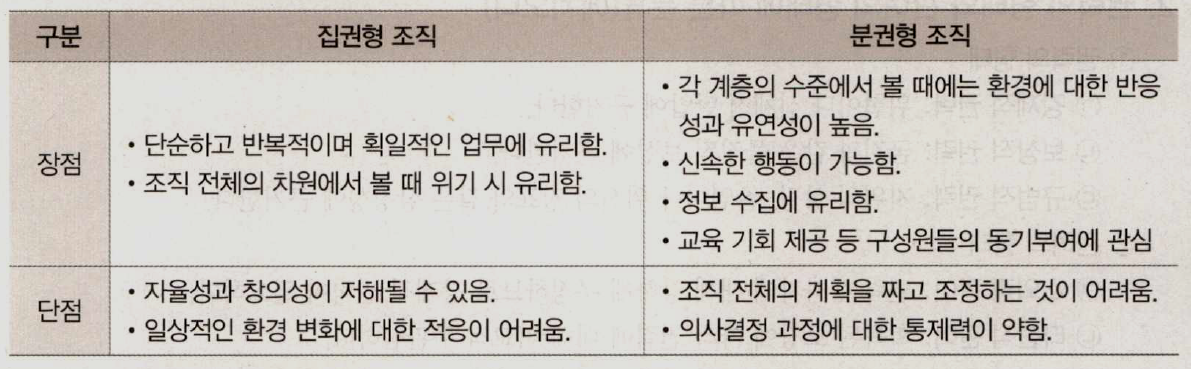 구분 집권형 조직 분권형 조직
장점
• 단순하고 반복적이며 획일적인 업무에 유리함.
• 조직 전체의 차원에서 볼 때 위기 시 유리함.
• 각 계층의 수준에서 볼 때에는 환경에 대한 반응
성과 유연성이 높음.
• 신속한 행동이 가능함.
• 정보 수집에 유리함.
• 교육 기회 제공 등 구성원들의 동기부여에 관심
단점
• 자율성과 창의성이 저해될 수 있음.
• 일상적인 환경 변화에 대한 적응이 어려움.
• 조직 전체의 계획을 짜고 조정하는 것이 어려움.
• 의사결정 과정에 대한 통제력이 약함.